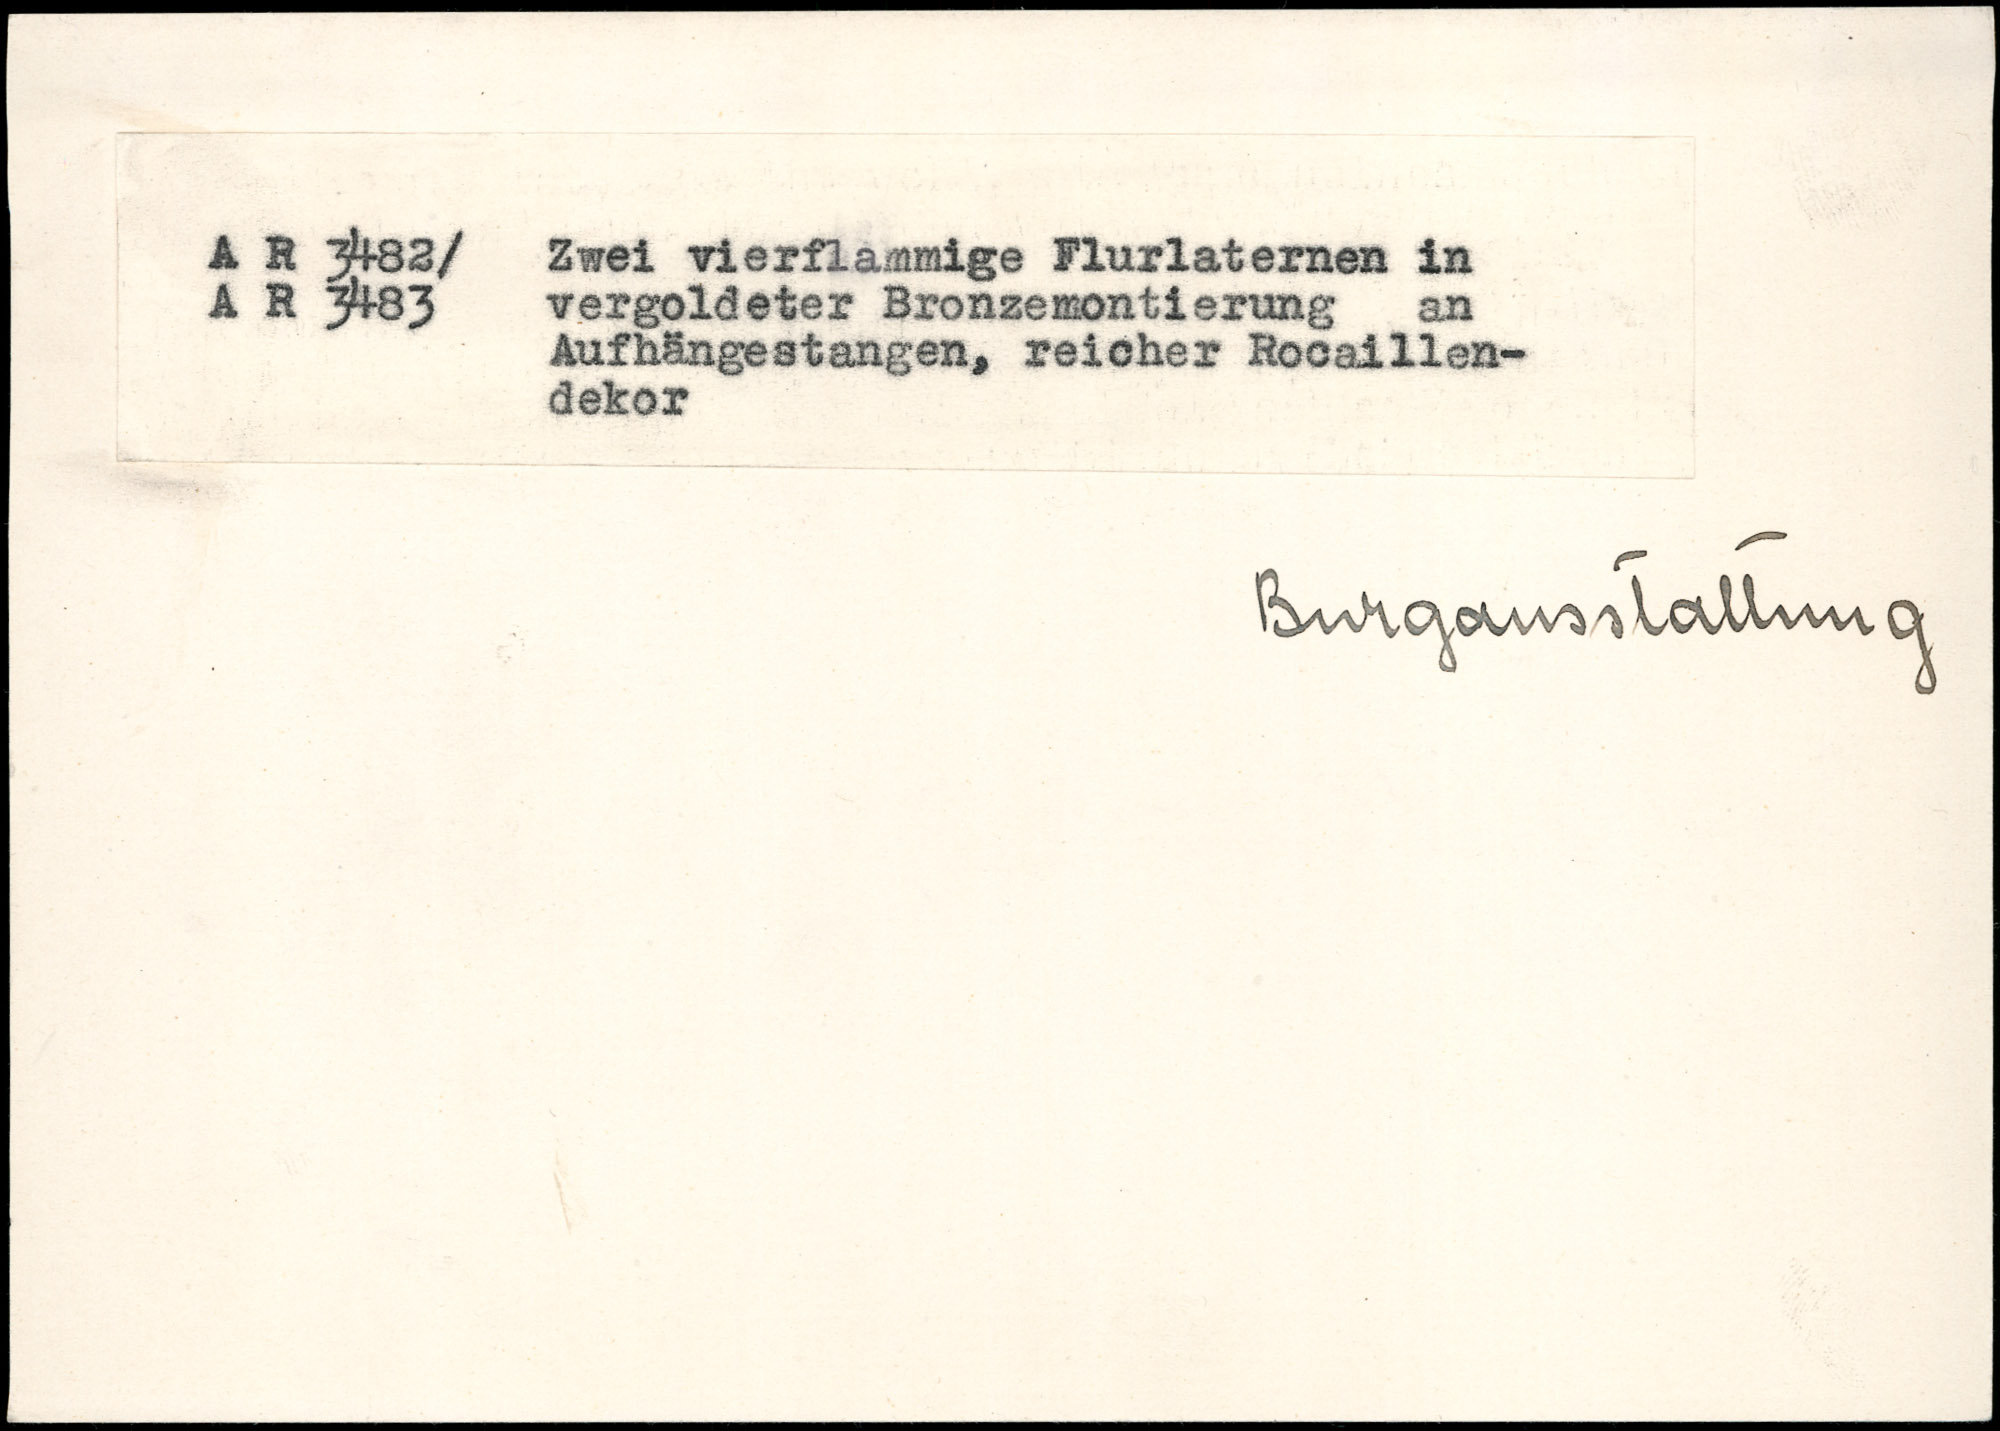 A R 3482/ Zwei vierflammige Flurlaternen in
A R 3483 vergoldeter Bronzemontierung an
Aufhängestangen, reicher Rocaillen-
dekor
Burgausstattung